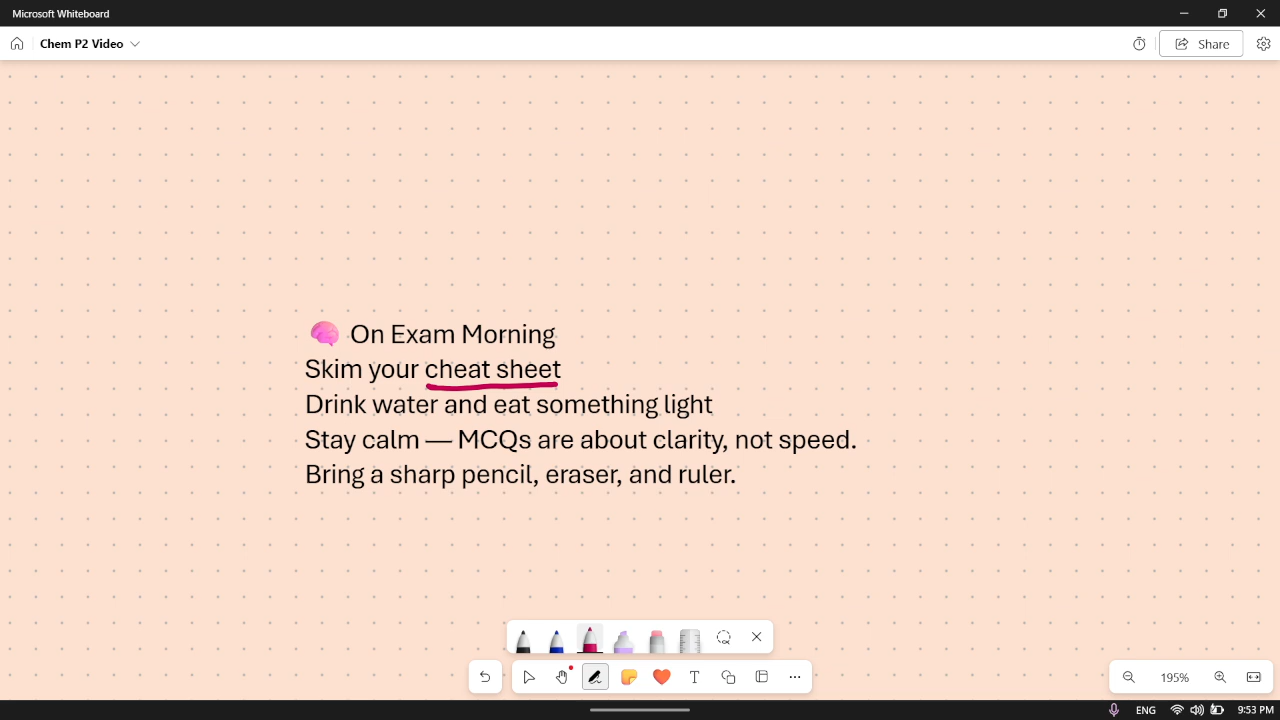 Microsoft Whiteboard
Chem P2 Video
Share
🧠 On Exam Morning
Skim your cheat sheet
Drink water and eat something light
Stay calm — MCQs are about clarity, not speed.
Bring a sharp pencil, eraser, and ruler.
195%
ENG
9:53 PM